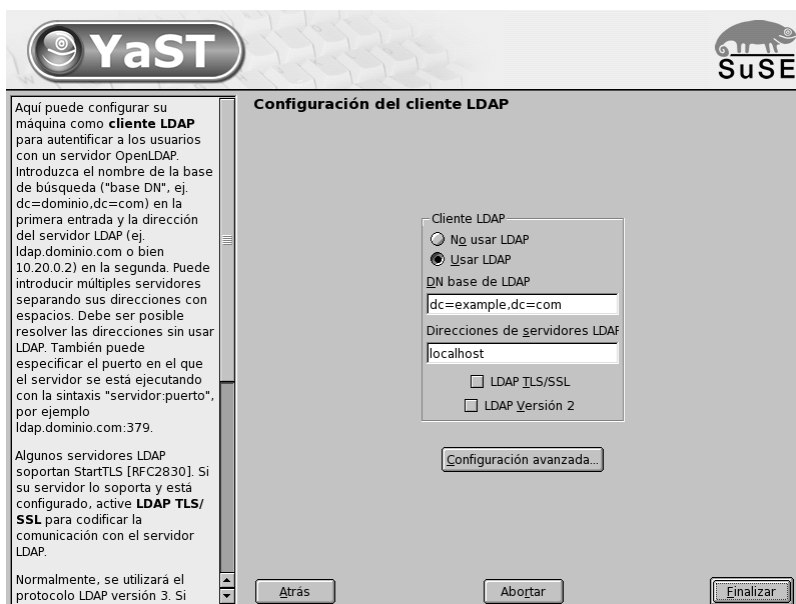 YaST
SuSE
Aquí puede configurar su
máquina como cliente LDAP
para autentificar a los usuarios
con un servidor OpenLDAP.
Introduzca el nombre de la base
de búsqueda ("base DN", ej.
dc=dominio,dc=com) en la
primera entrada y la dirección
del servidor LDAP (ej.
ldap.dominio.com o bien
10.20.0.2) en la segunda. Puede
introducir múltiples servidores
separando sus direcciones con
espacios. Debe ser posible
resolver las direcciones sin usar
LDAP. También puede
especificar el puerto en el que
el servidor se está ejecutando
con la sintaxis "servidor:puerto",
por ejemplo
ldap.dominio.com:379.
Algunos servidores LDAP
soportan StartTLS [RFC2830]. Si
su servidor lo soporta y está
configurado, active LDAP TLS/
SSL para codificar la
comunicación con el servidor
LDAP.
Normalmente, se utilizará el
protocolo LDAP versión 3. Si
Configuración del cliente LDAP
Cliente LDAP
No usar LDAP
Usar LDAP
DN base de LDAP
dc=example,dc=com
Direcciones de servidores LDAP
localhost
LDAP TLS/SSL
LDAP Versión 2
Configuración avanzada...
Atrás
Abortar
Finalizar